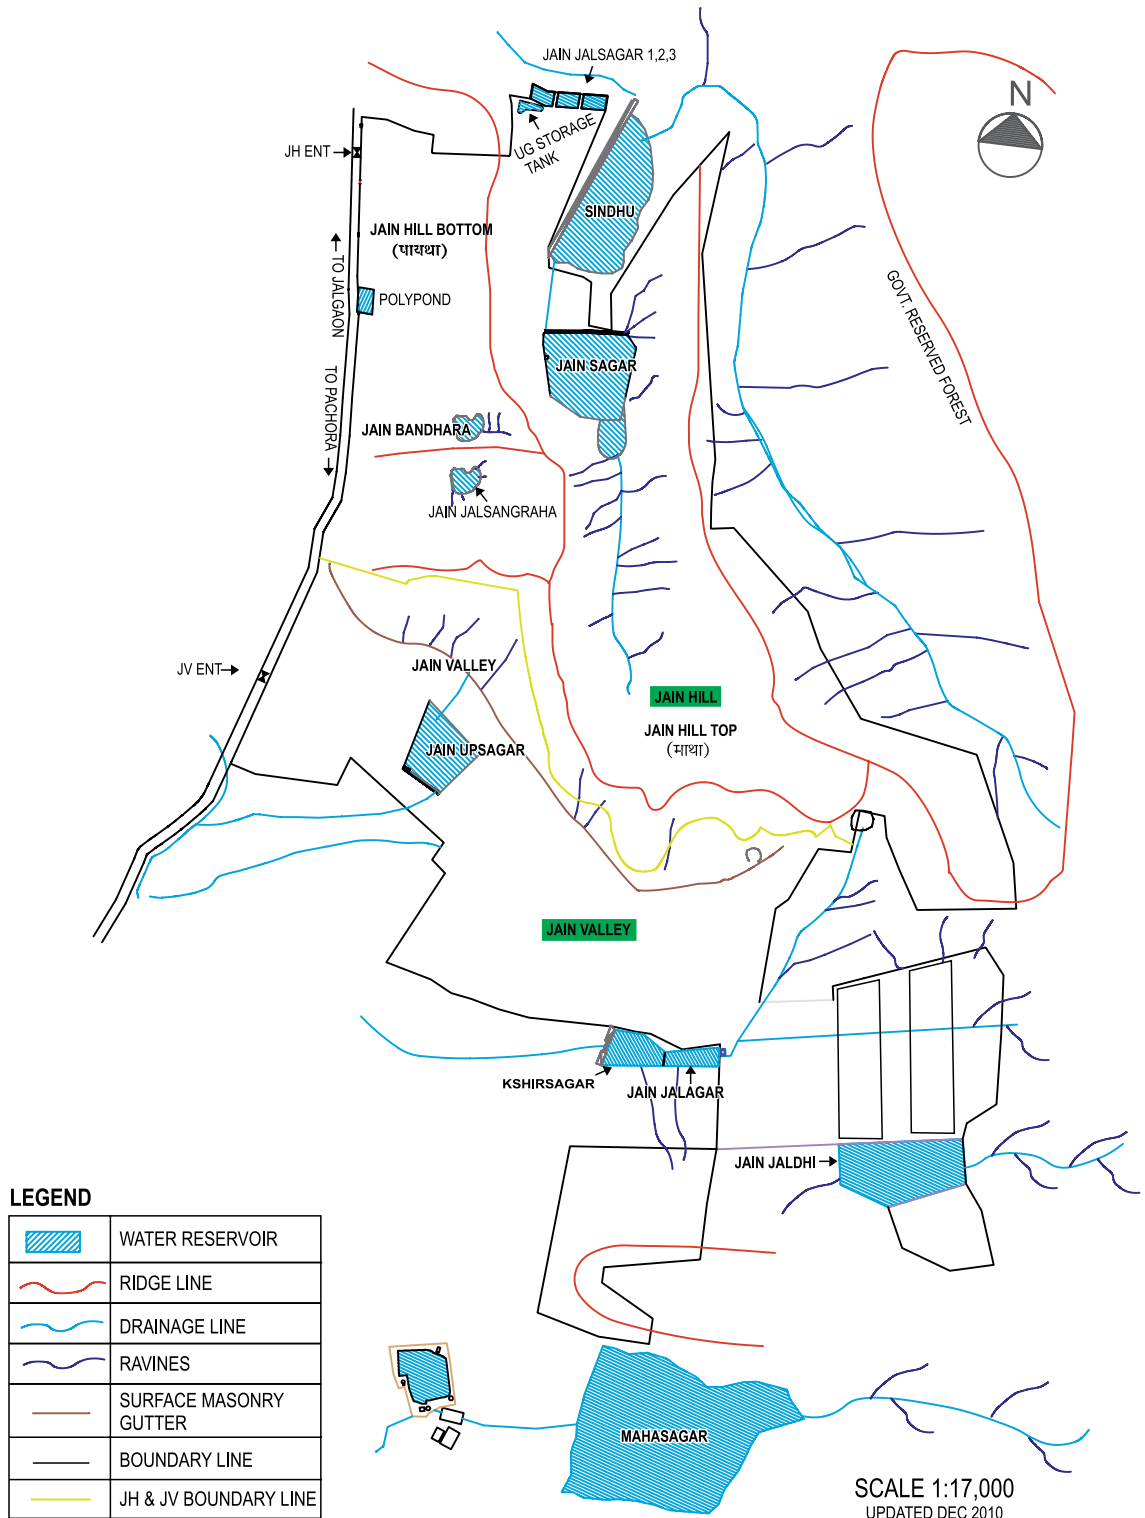 JAIN JALSAGAR 1,2,3
N
UG STORAGE
TANK
JH ENT
SINDHU
JAIN HILL BOTTOM
(पायथा)
TO JALGAON
POLYPOND
GOVT. RESERVED FOREST
JAIN SAGAR
TO PACHORA
JAIN BANDHARA
JAIN JALSANGRAHA
JV ENT
JAIN VALLEY
JAIN HILL
JAIN HILL TOP
(माथा)
JAIN UPSAGAR
JAIN VALLEY
KSHIRSAGAR
JAIN JALAGAR
JAIN JALDHI
LEGEND
WATER RESERVOIR
RIDGE LINE
DRAINAGE LINE
RAVINES
SURFACE MASONRY
GUTTER
BOUNDARY LINE
JH & JV BOUNDARY LINE
MAHASAGAR
SCALE 1:17,000
UPDATED DEC 2010